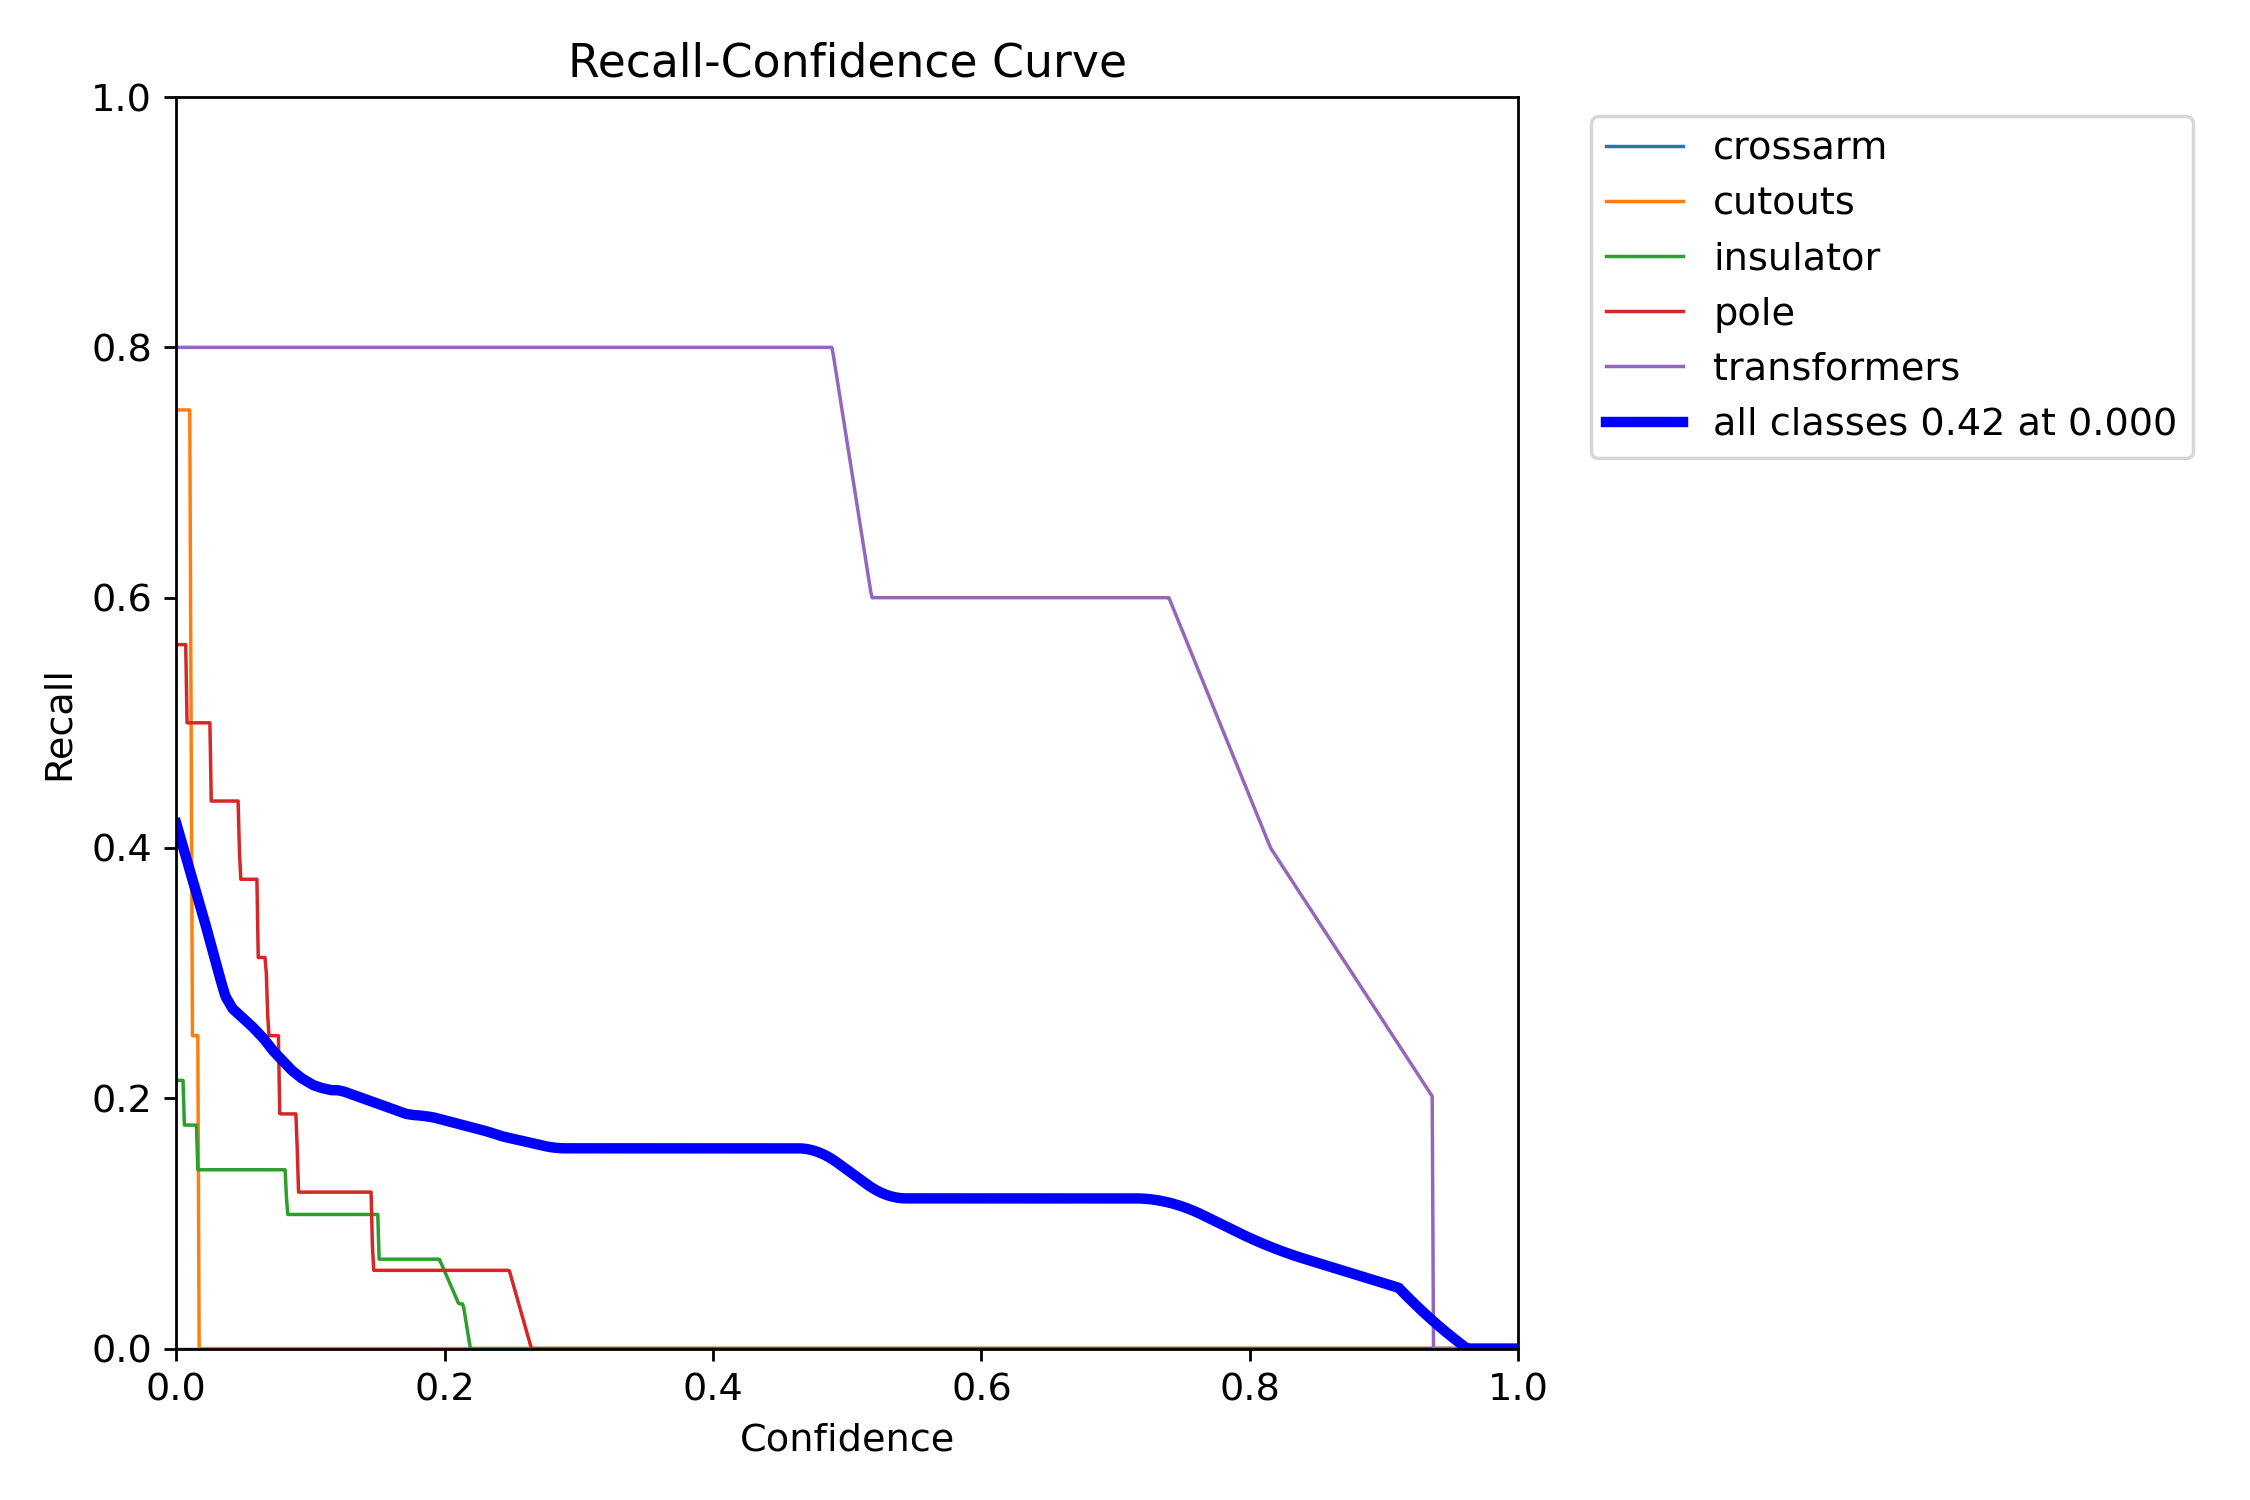 Recall-Confidence Curve
1.0
0.8
0.6
0.4
0.2
0.0
Recall
0.0 0.2 0.4 0.6 0.8 1.0
Confidence
crossarm
cutouts
insulator
pole
transformers
all classes 0.42 at 0.000